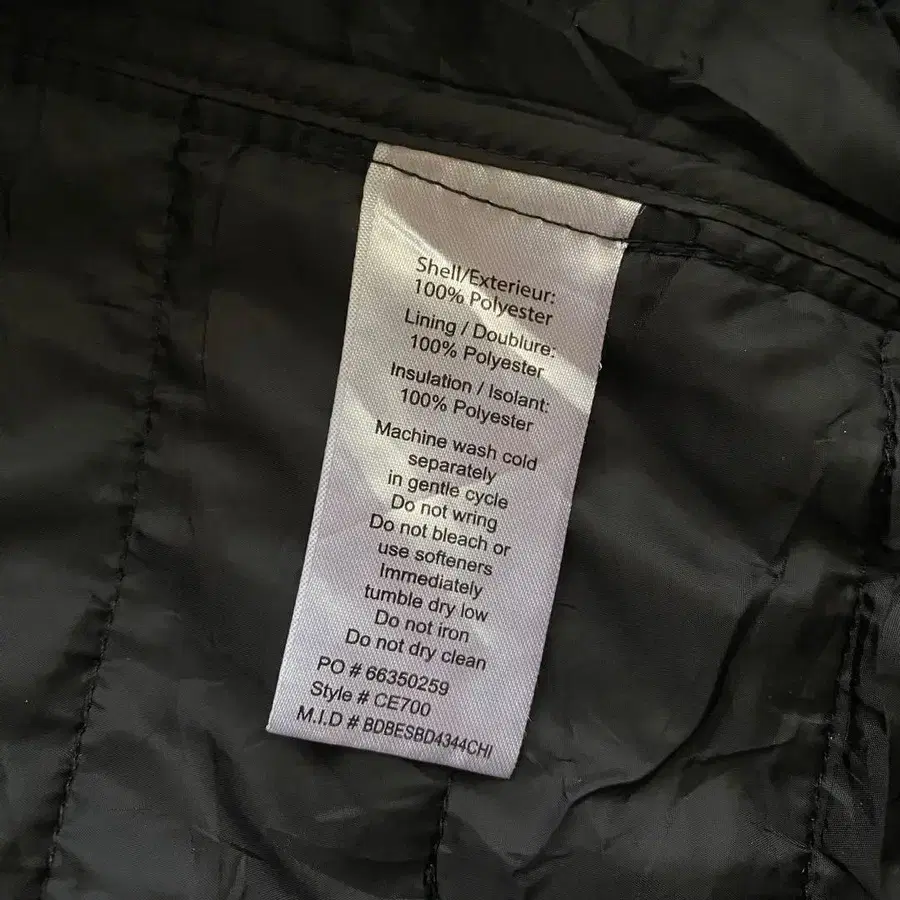 Shell/Exterieur:
100% Polyester
Lining / Doublure:
100% Polyester
Insulation / Isolant:
100% Polyester
Machine wash cold
separately
in gentle cycle
Do not wring
Do not bleach or
use softeners
Immediately
tumble dry low
Do not iron
Do not dry clean
PO # 66350259
Style # CE700
M.I.D # BDBESBD4344CHI